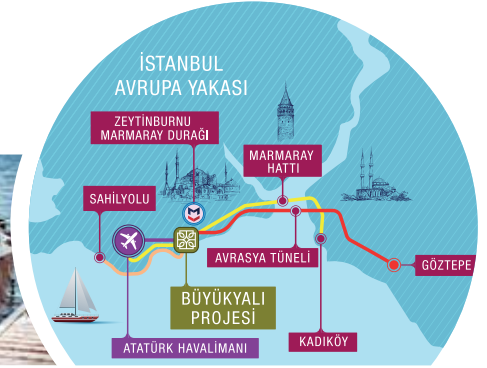 İSTANBUL
AVRUPA YAKASI
ZEYTİNBURNU
MARMARAY DURAĞI
MARMARAY
HATTI
SAHİLYOLU
AVRASYA TÜNELİ
GÖZTEPE
BÜYÜKYALI
PROJESİ
KADIKÖY
ATATÜRK HAVALİMANI